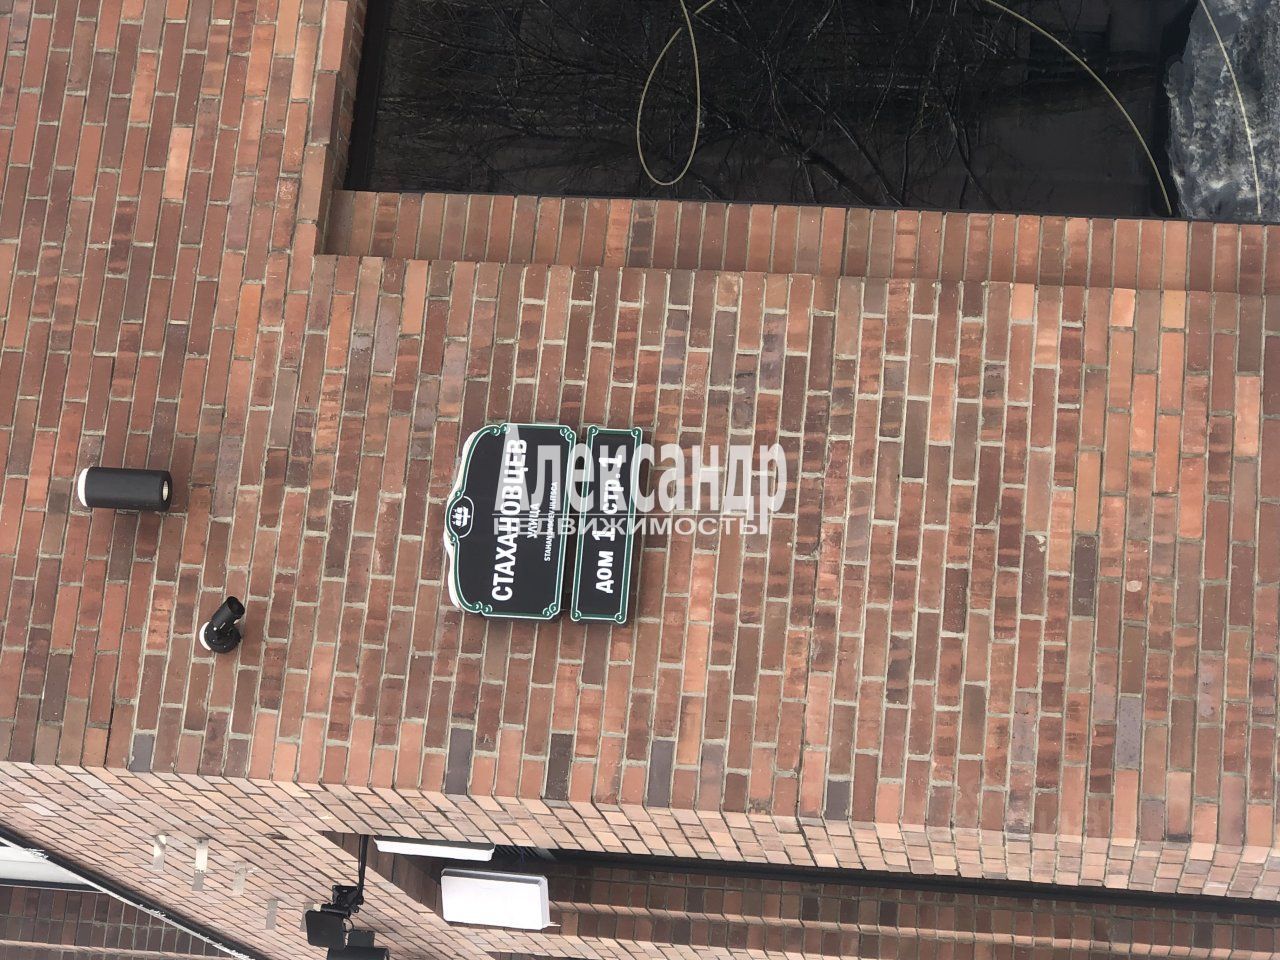 СТАХАНОВЦЕВ
УЛИЦА
дом 1 стр 1
Александр
НЕДВИЖИМОСТЬ